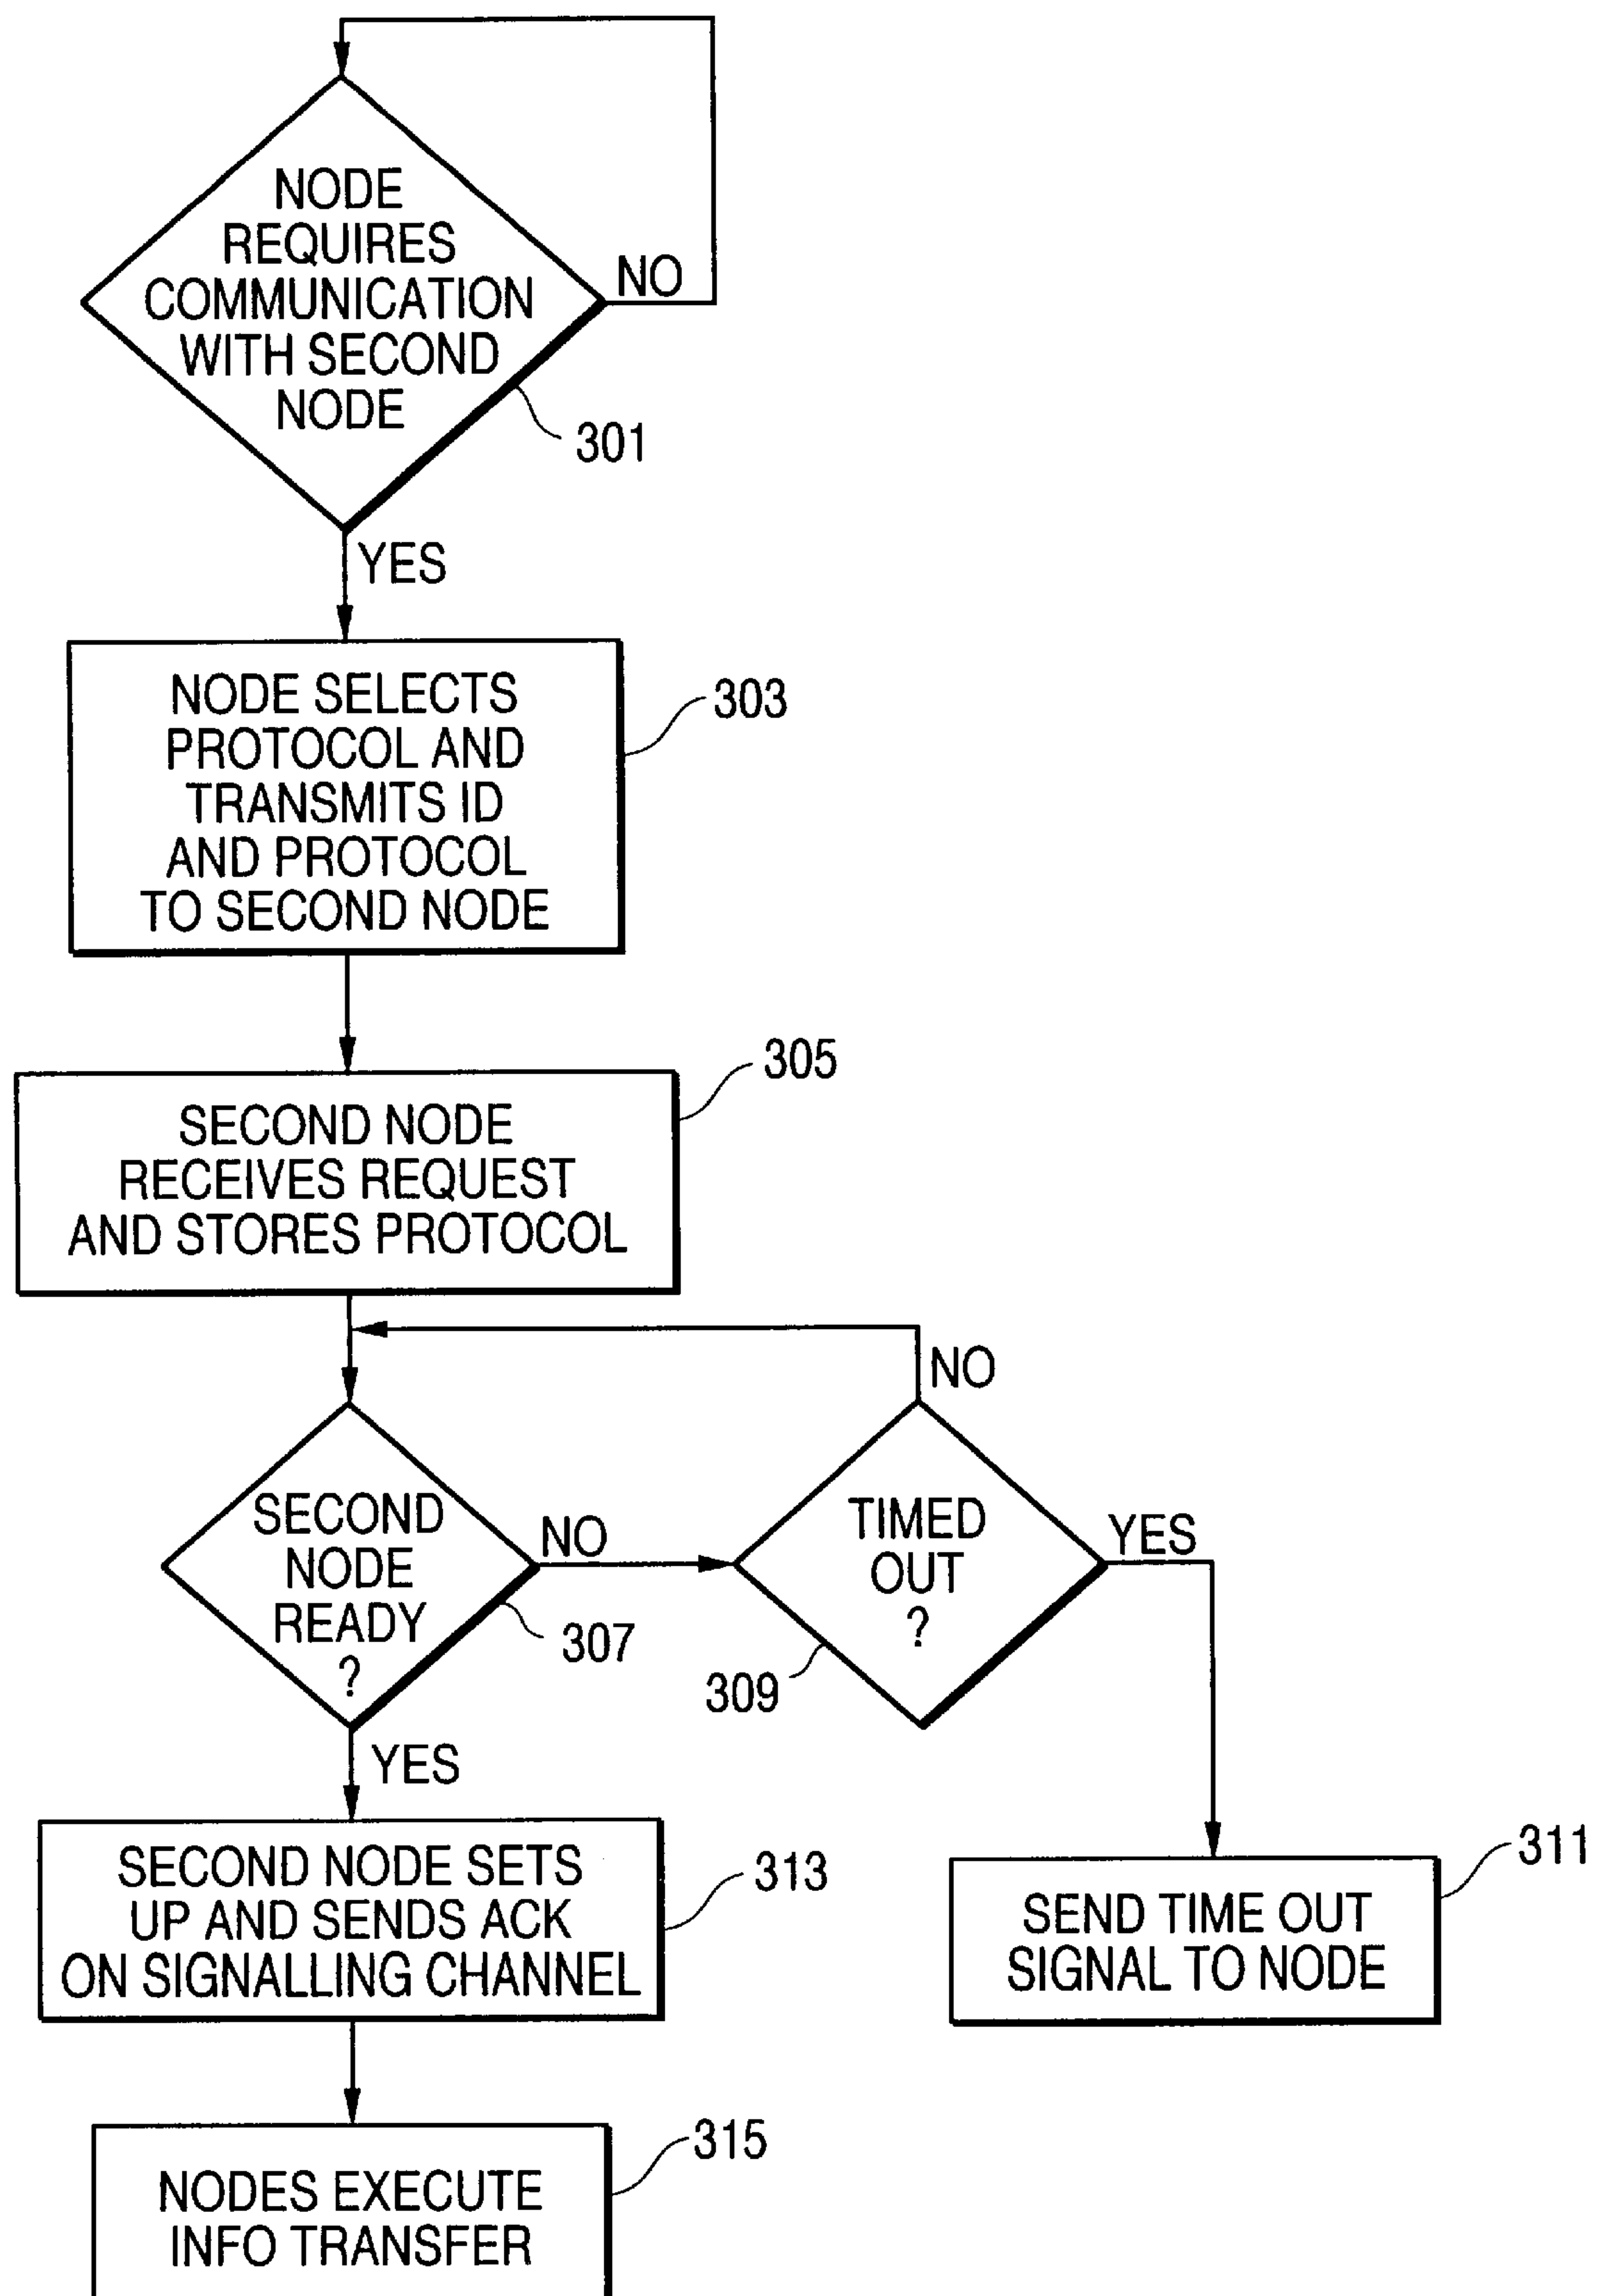 NODE
REQUIRES
COMMUNICATION
WITH SECOND
NODE
NO
301
YES
NODE SELECTS
PROTOCOL AND
TRANSMITS ID
AND PROTOCOL
TO SECOND NODE
303
SECOND NODE
RECEIVES REQUEST
AND STORES PROTOCOL
305
SECOND
NODE
READY
?
NO
307
TIMED
OUT
?
NO
YES
309
YES
SECOND NODE SETS
UP AND SENDS ACK
ON SIGNALLING CHANNEL
313
SEND TIME OUT
SIGNAL TO NODE
311
NODES EXECUTE
INFO TRANSFER
315